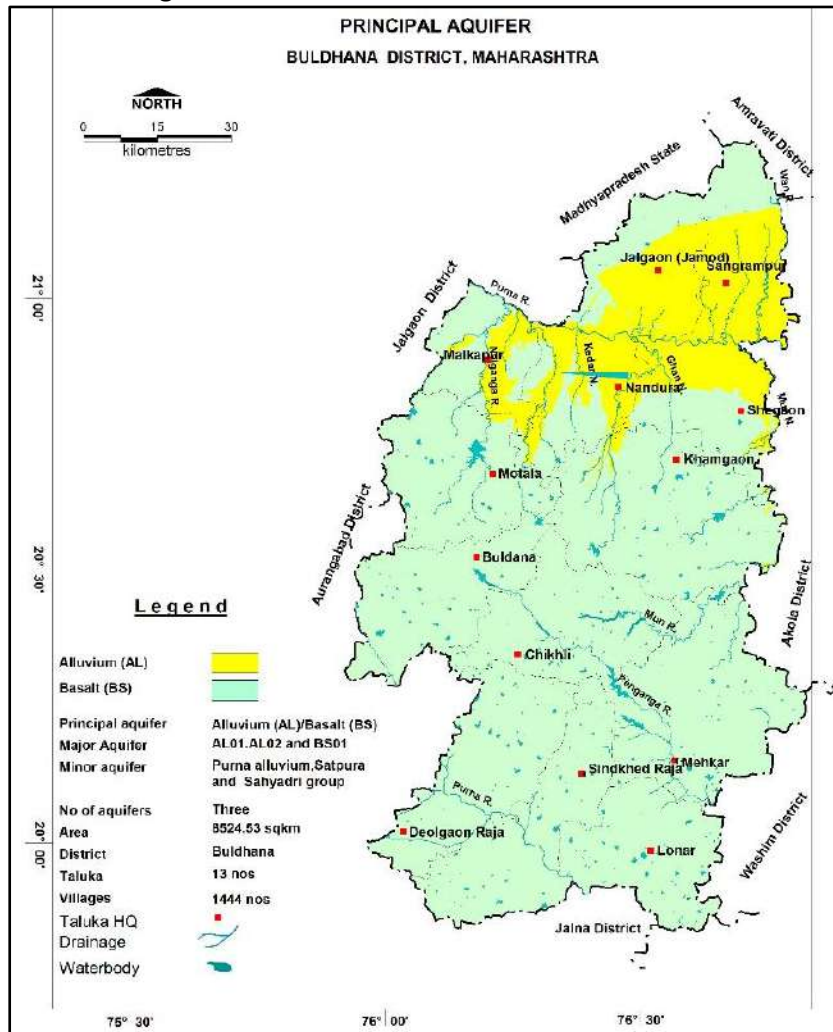 PRINCIPAL AQUIFER
BULDHANA DISTRICT, MAHARASHTRA
NORTH
0 15 30
kilometres
Amravati District
Madhyapradesh State
Wan R.
Jalgaon (Jamod)
Sangrampur
21° 00'
Jalgaon District
Purna R.
Malkapur
Kedar N.
Nandura
Shegaon
Mun N.
Motala
Khamgaon
Aurangabad District
20° 30'
Buldana
Akola District
Mun R.
Chikhli
Penganga R.
Mehkar
Sindkhed Raja
Purna R.
Deolgaon Raja
20° 00'
Lonar
Washim District
Jalna District
Legend
Alluvium (AL)
Basalt (BS)
Principal aquifer Alluvium (AL)/Basalt (BS)
Major Aquifer AL01.AL02 and BS01
Minor aquifer Purna alluvium,Satpura
and Sahyadri group
No of aquifers Three
Area 8524.53 sqkm
District Buldhana
Taluka 13 nos
Villages 1444 nos
Taluka HQ
Drainage
Waterbody
75° 30' 76° 00' 76° 30'